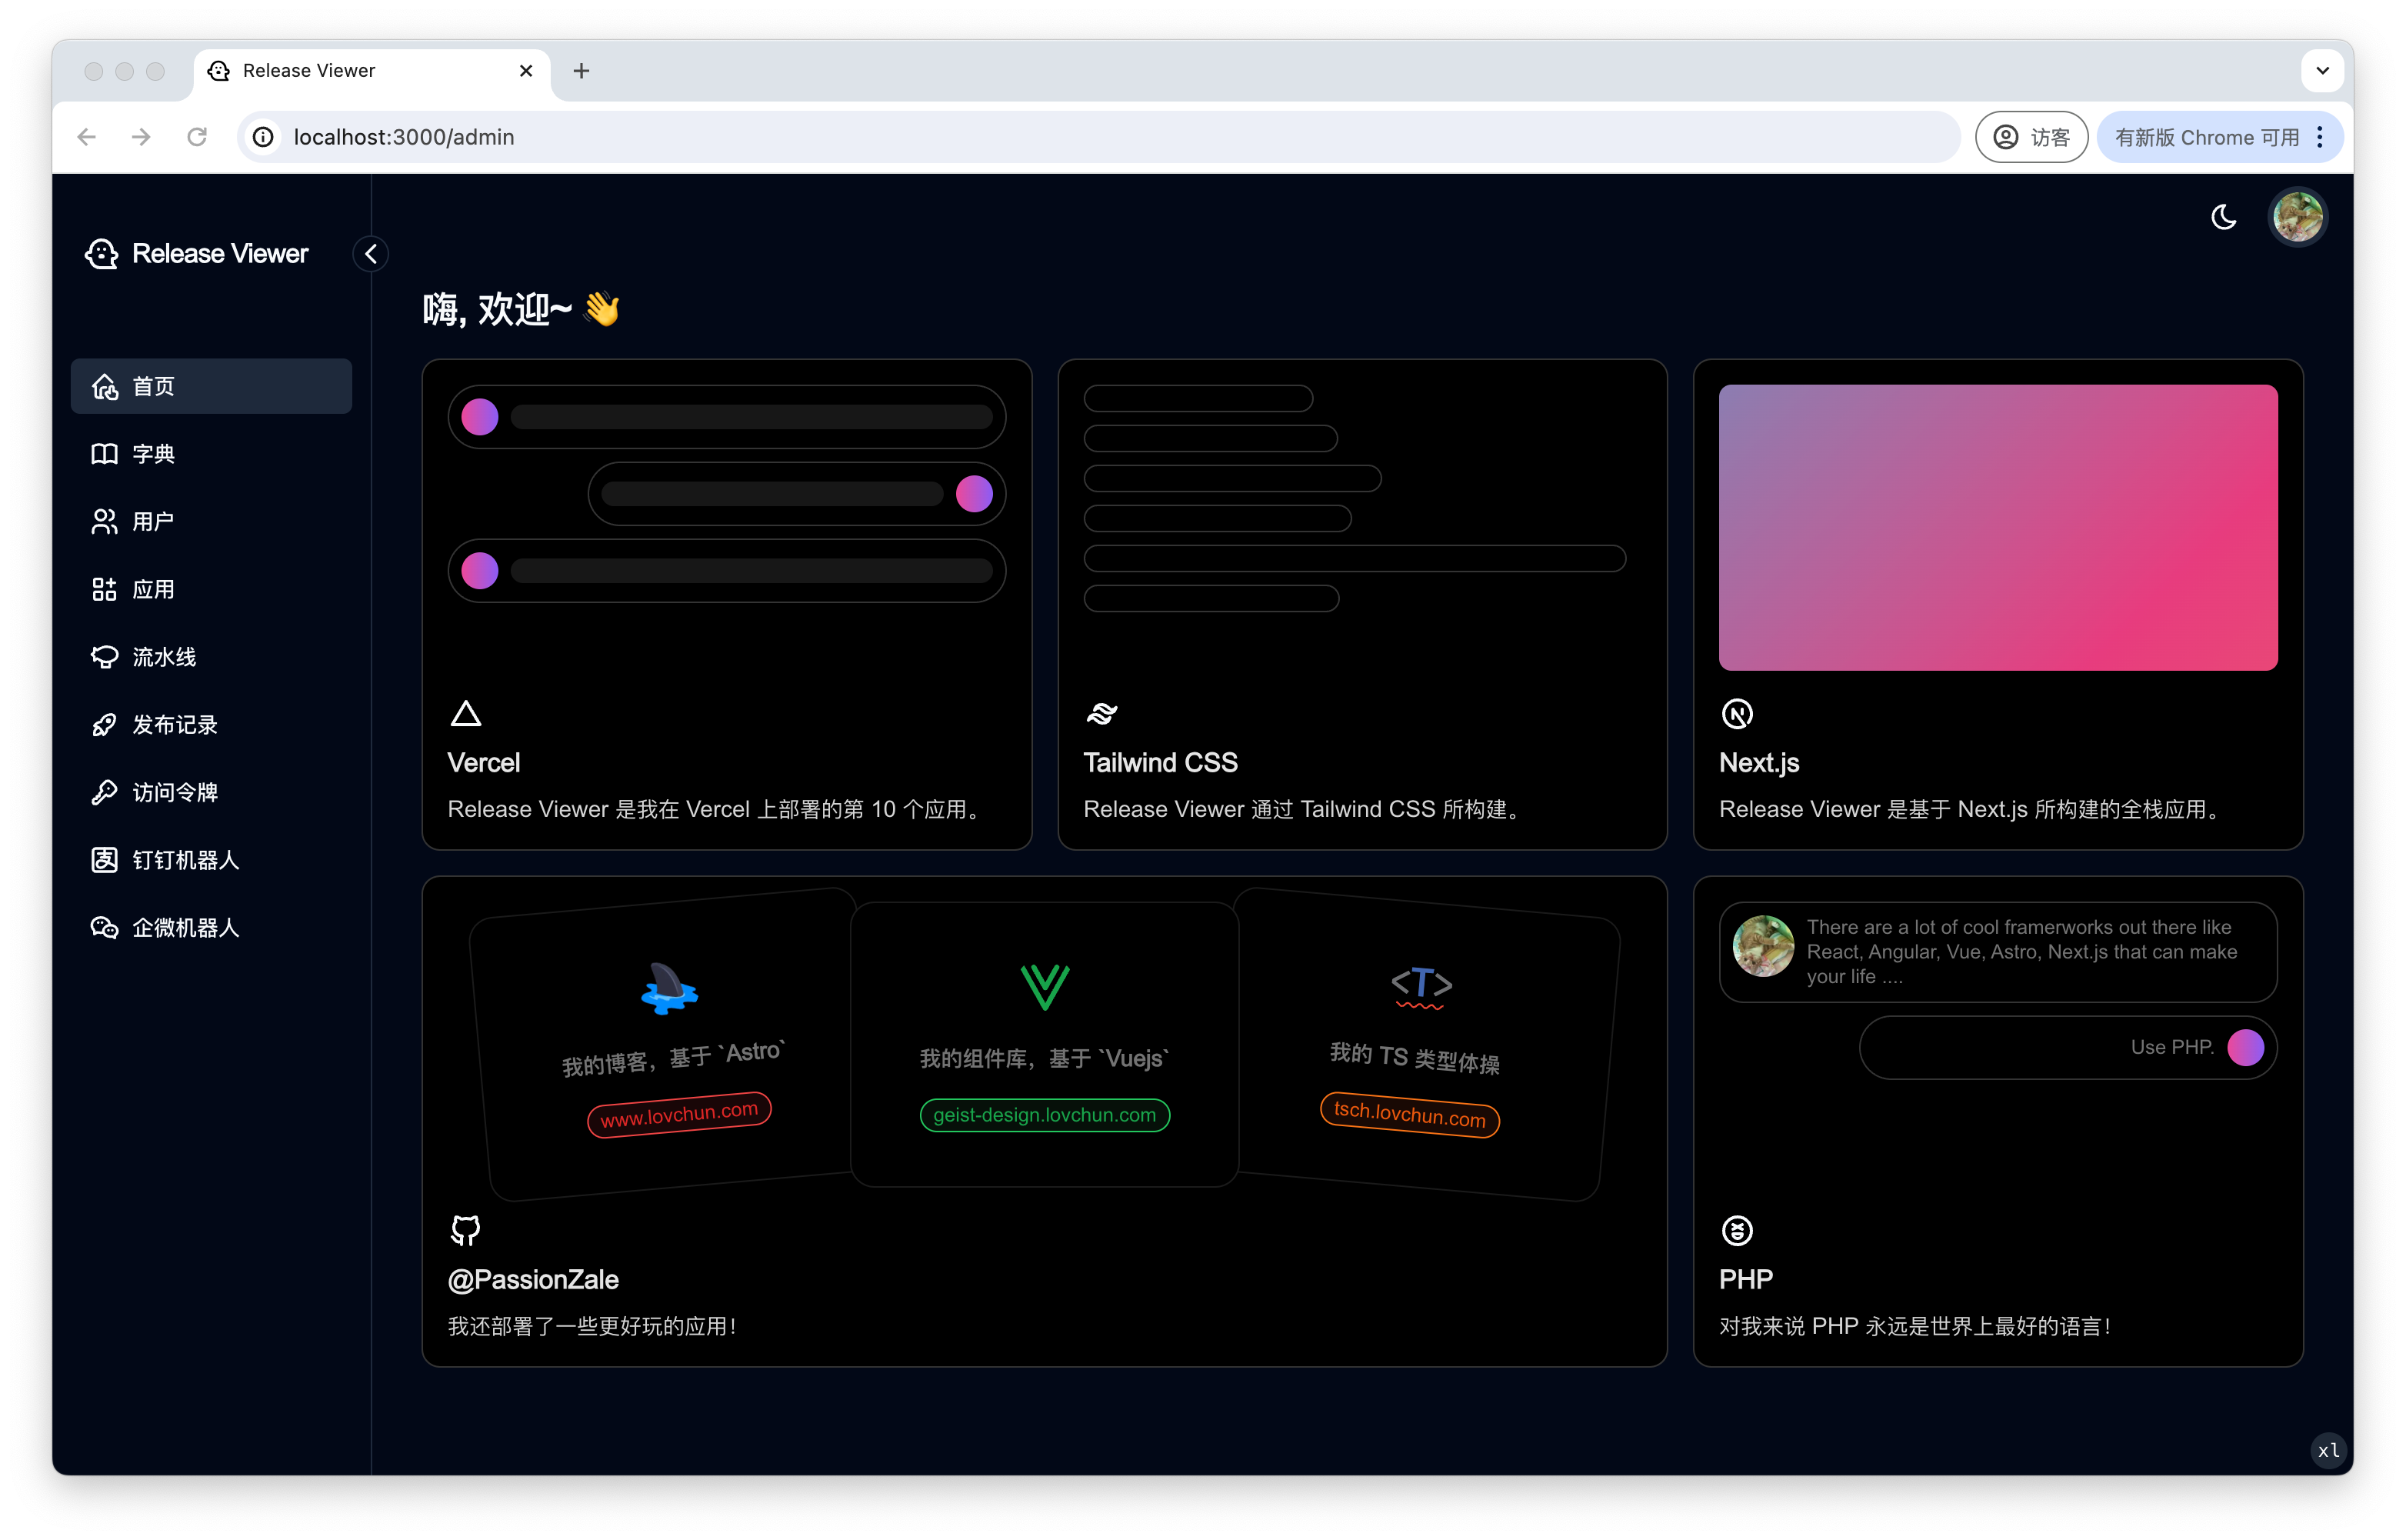 Release Viewer
localhost:3000/admin
访客
有新版 Chrome 可用
Release Viewer
首页
字典
用户
应用
流水线
发布记录
访问令牌
钉钉机器人
企微机器人
嗨, 欢迎~ 👋
Vercel
Release Viewer 是我在 Vercel 上部署的第 10 个应用。
Tailwind CSS
Release Viewer 通过 Tailwind CSS 所构建。
Next.js
Release Viewer 是基于 Next.js 所构建的全栈应用。
我的博客，基于 `Astro`
www.lovchun.com
我的组件库，基于 `Vuejs`
geist-design.lovchun.com
<T>
我的 TS 类型体操
tsch.lovchun.com
@PassionZale
我还部署了一些更好玩的应用！
There are a lot of cool framerworks out there like
React, Angular, Vue, Astro, Next.js that can make
your life ....
Use PHP.
PHP
对我来说 PHP 永远是世界上最好的语言！
xl